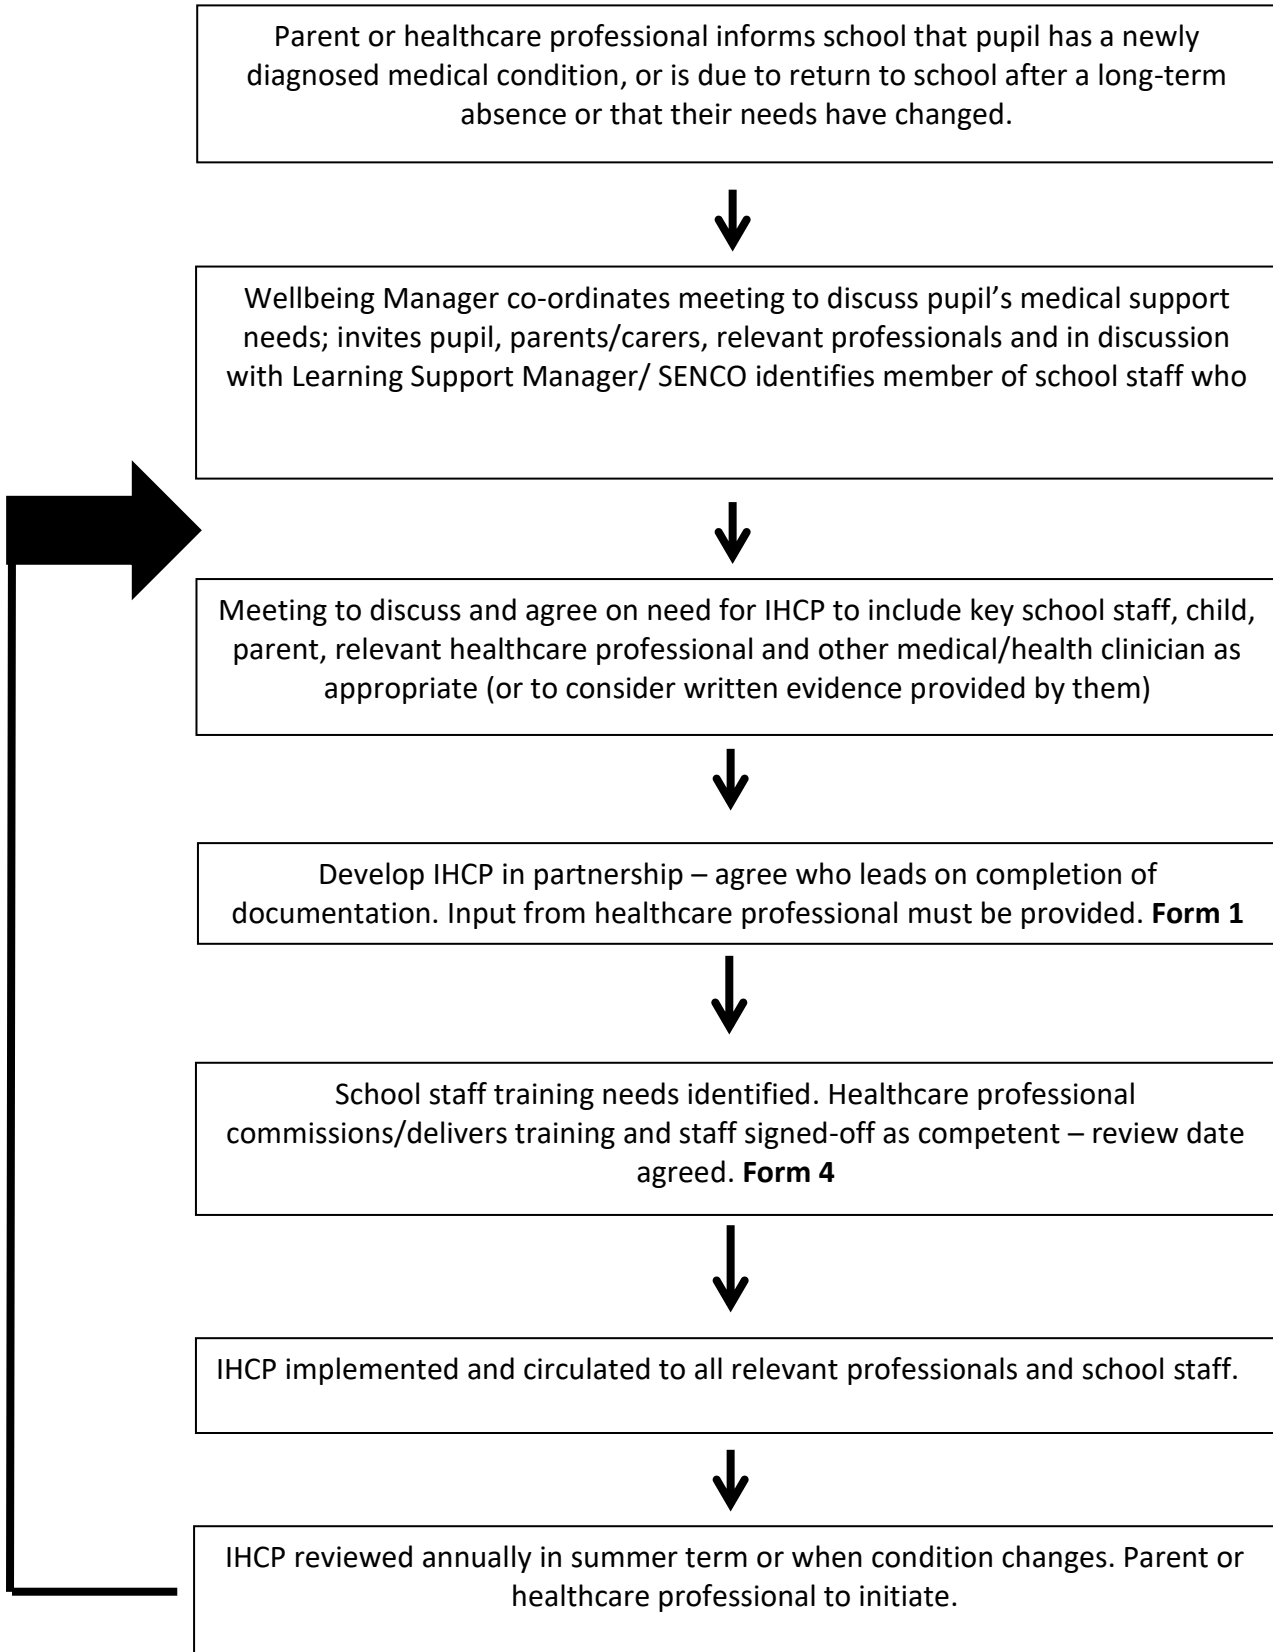 Parent or healthcare professional informs school that pupil has a newly
diagnosed medical condition, or is due to return to school after a long-term
absence or that their needs have changed.
Wellbeing Manager co-ordinates meeting to discuss pupil’s medical support
needs; invites pupil, parents/carers, relevant professionals and in discussion
with Learning Support Manager/ SENCO identifies member of school staff who
Meeting to discuss and agree on need for IHCP to include key school staff, child,
parent, relevant healthcare professional and other medical/health clinician as
appropriate (or to consider written evidence provided by them)
Develop IHCP in partnership – agree who leads on completion of
documentation. Input from healthcare professional must be provided. Form 1
School staff training needs identified. Healthcare professional
commissions/delivers training and staff signed-off as competent – review date
agreed. Form 4
IHCP implemented and circulated to all relevant professionals and school staff.
IHCP reviewed annually in summer term or when condition changes. Parent or
healthcare professional to initiate.